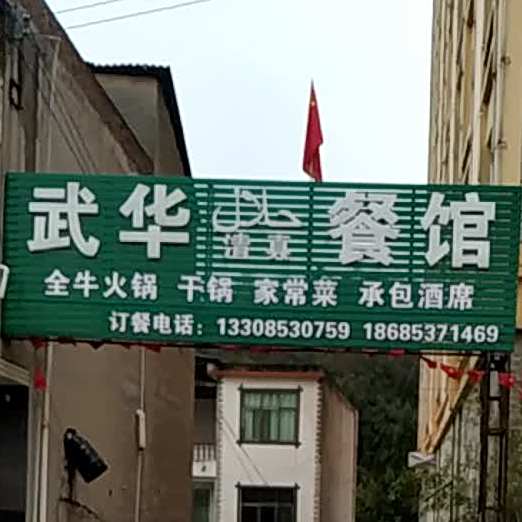 武华 حلال 清真 餐馆
全牛火锅 干锅 家常菜 承包酒席
订餐电话：13308530759 18685371469